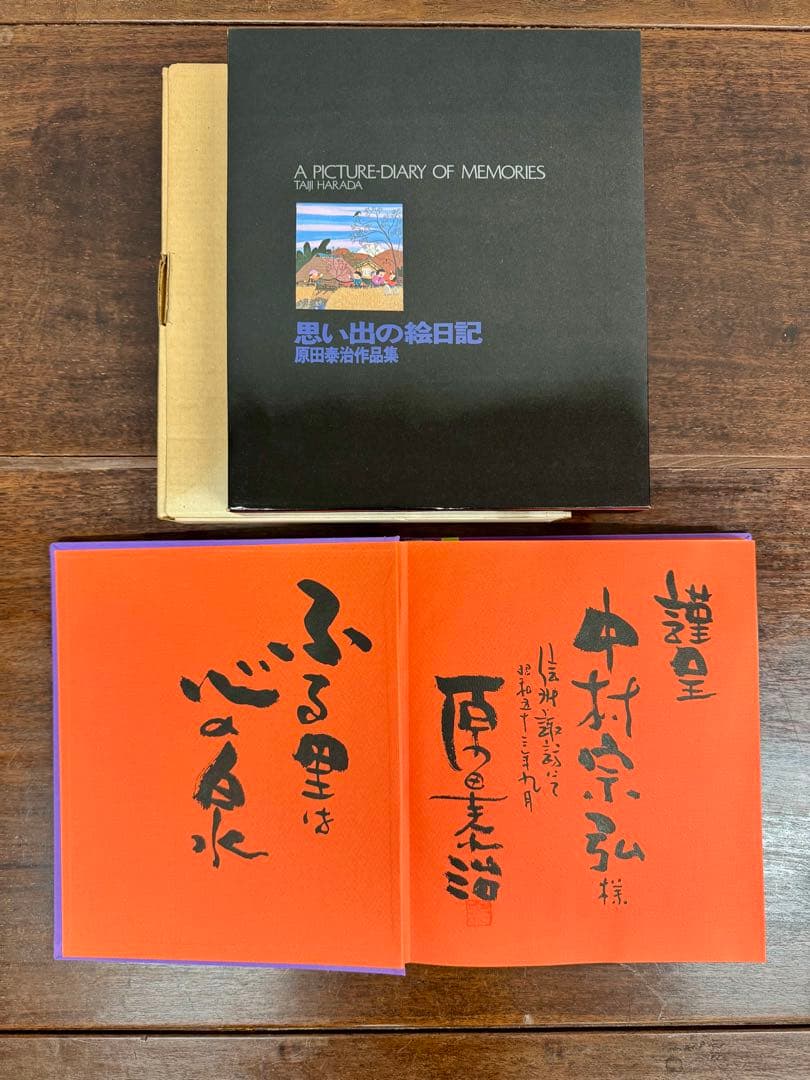 A PICTURE-DIARY OF MEMORIES
TAIJI HARADA
思い出の絵日記
原田泰治作品集
謹呈
中村宗弘様
信州諏訪にて
昭和五十三年九月
原田泰治
ふる里は
心の泉